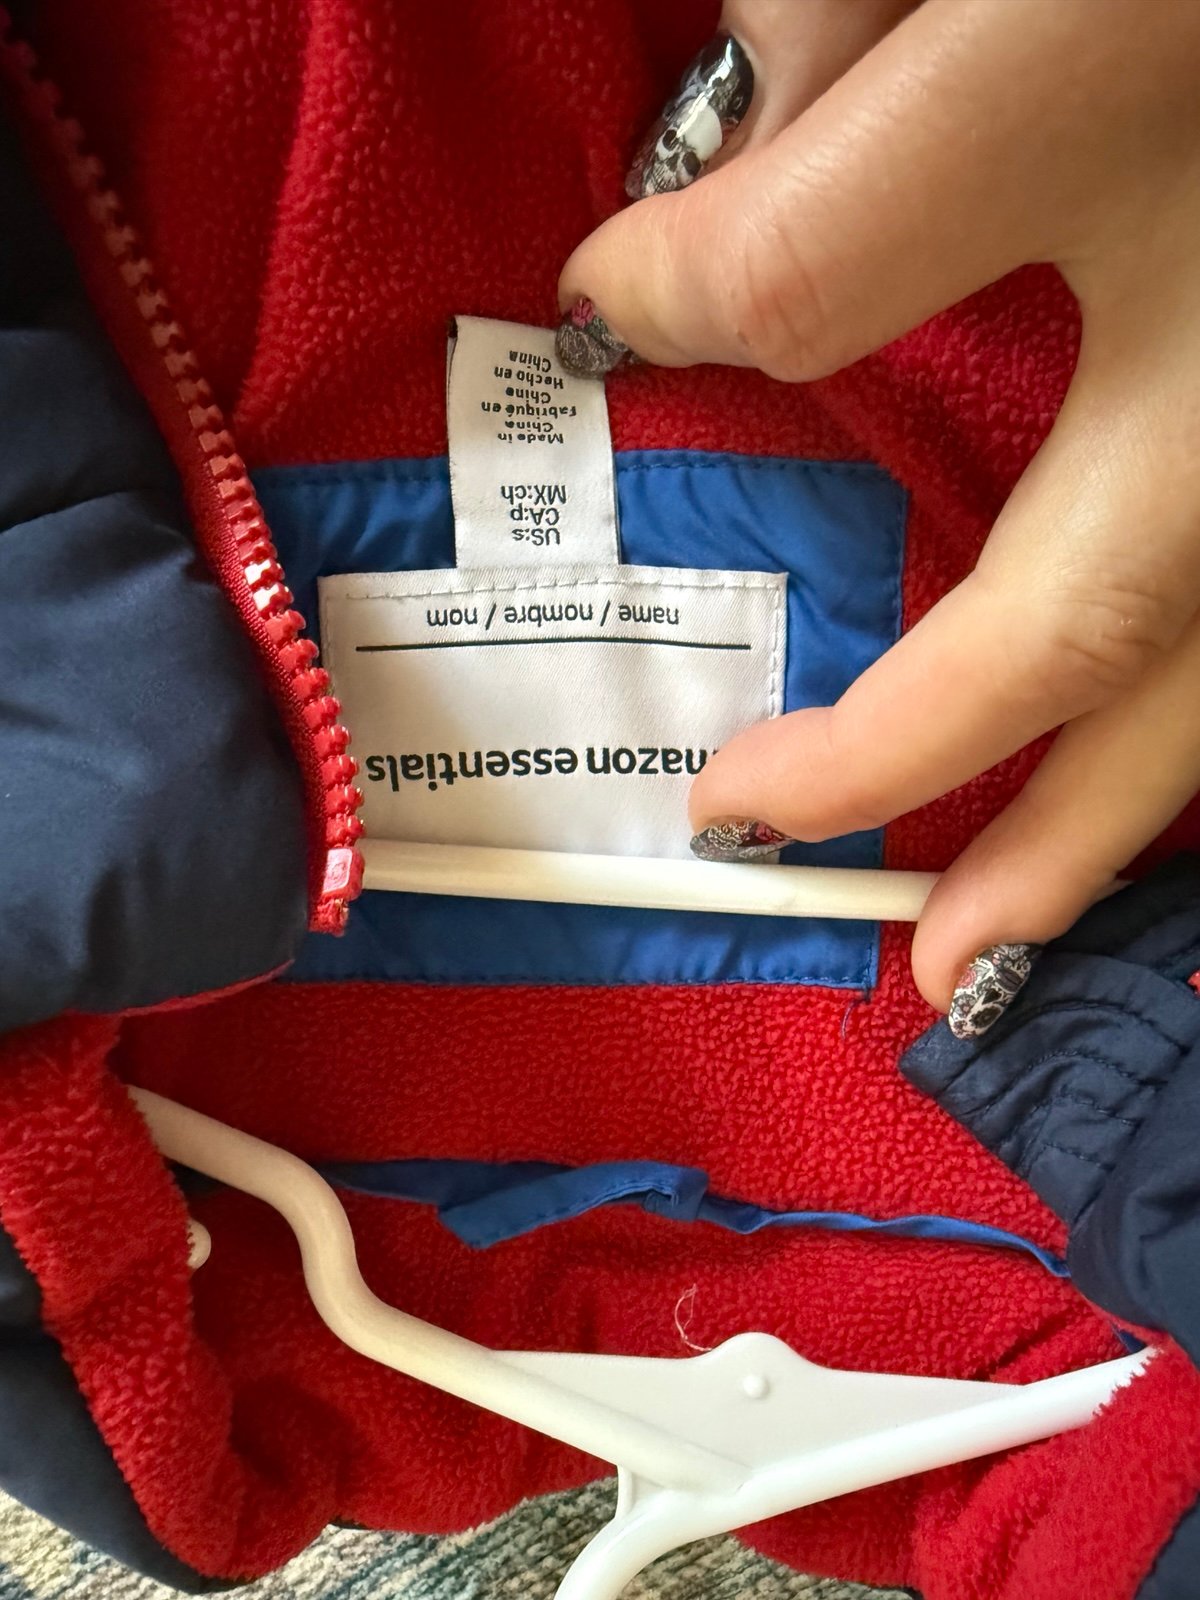 mazon essentials
name / nombre / nom
US:s
CA:p
MX:ch
Made in
China
Fabriqué en
Chine
Hecho en
China